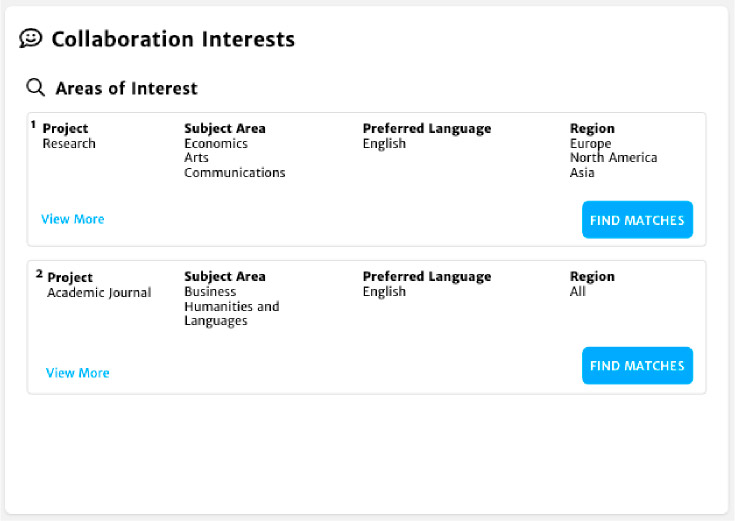 Collaboration Interests
Areas of Interest
1 Project Subject Area Preferred Language Region
Research Economics English Europe
Arts North America
Communications Asia
View More FIND MATCHES
2 Project Subject Area Preferred Language Region
Academic Journal Business English All
Humanities and
Languages
View More FIND MATCHES